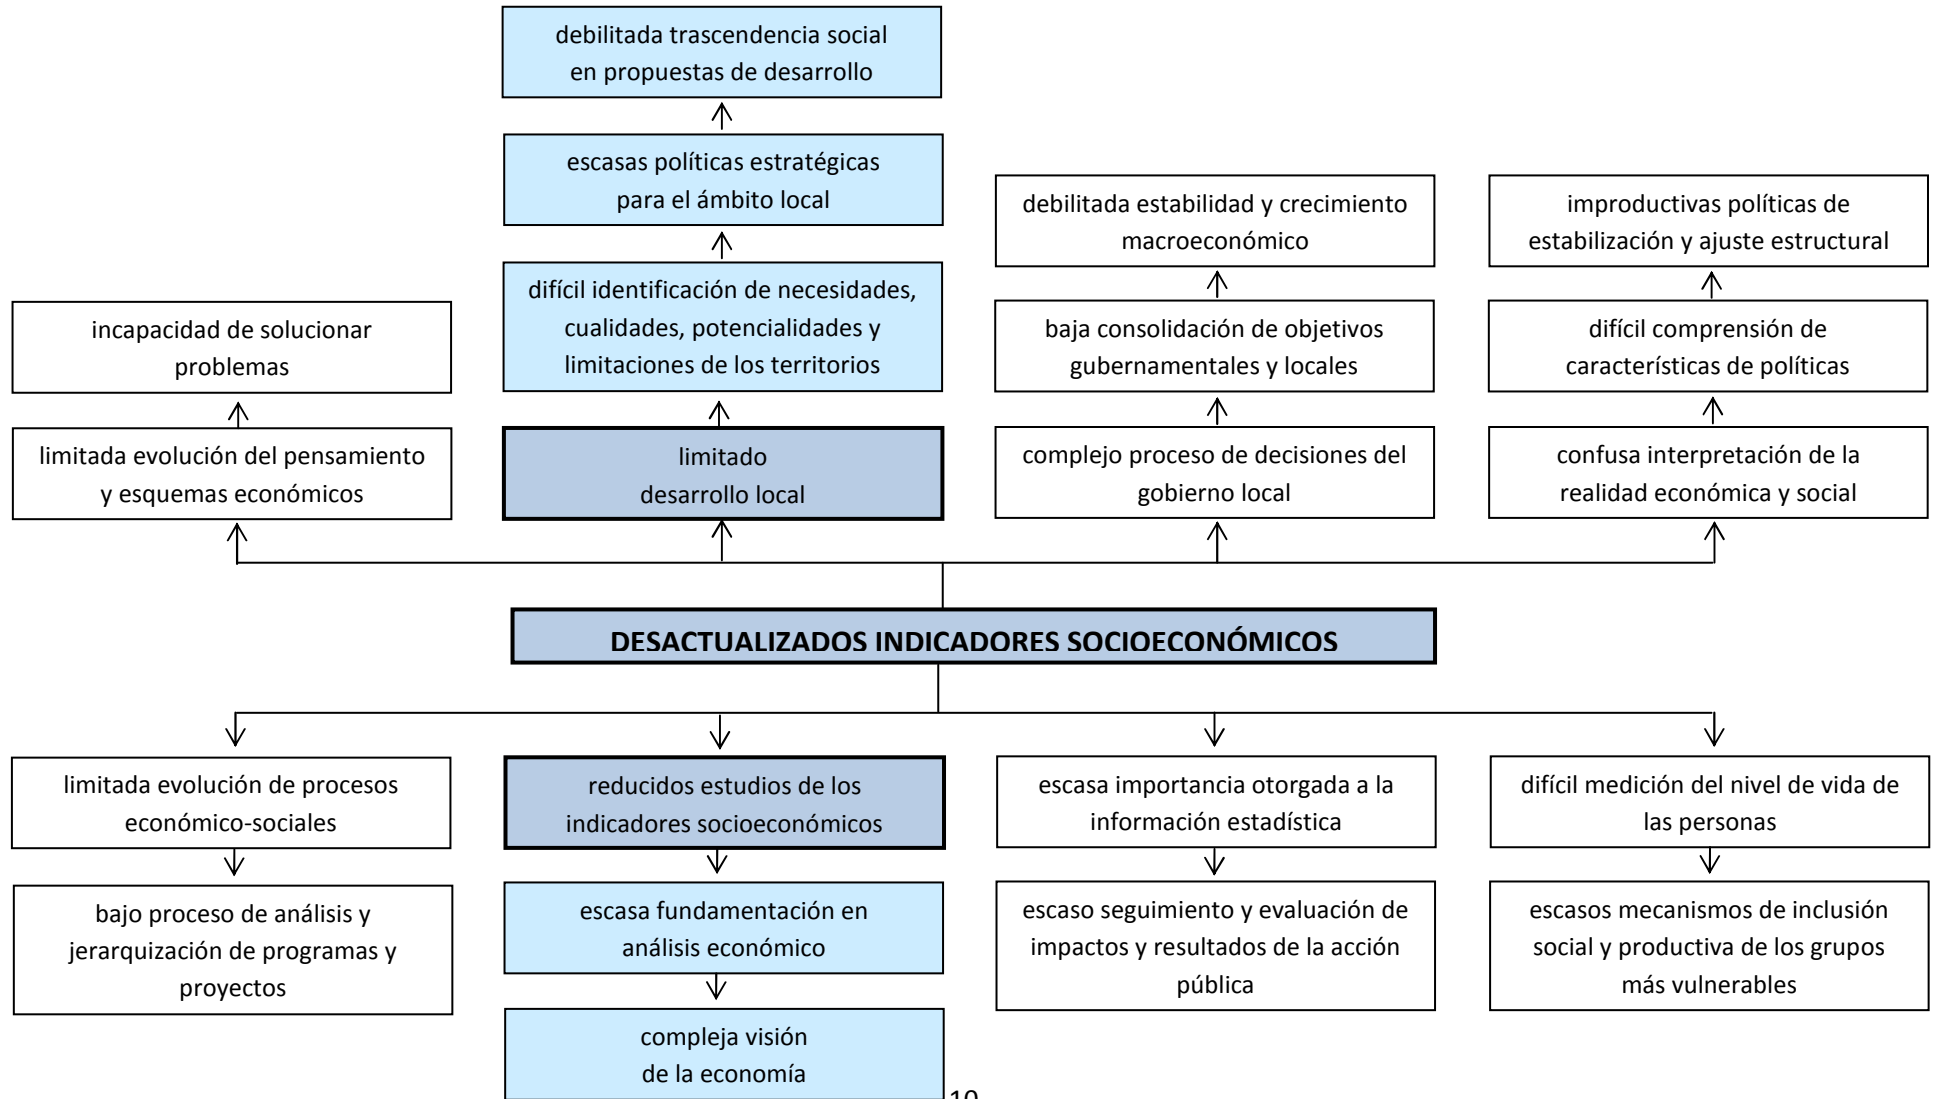 debilitada trascendencia social
en propuestas de desarrollo
escasas políticas estratégicas
para el ámbito local
debilitada estabilidad y crecimiento
macroeconómico
improductivas políticas de
estabilización y ajuste estructural
difícil identificación de necesidades,
cualidades, potencialidades y
limitaciones de los territorios
incapacidad de solucionar
problemas
baja consolidación de objetivos
gubernamentales y locales
difícil comprensión de
características de políticas
limitada evolución del pensamiento
y esquemas económicos
limitado
desarrollo local
complejo proceso de decisiones del
gobierno local
confusa interpretación de la
realidad económica y social
DESACTUALIZADOS INDICADORES SOCIOECONÓMICOS
limitada evolución de procesos
económico-sociales
reducidos estudios de los
indicadores socioeconómicos
escasa importancia otorgada a la
información estadística
difícil medición del nivel de vida de
las personas
bajo proceso de análisis y
jerarquización de programas y
proyectos
escasa fundamentación en
análisis económico
escaso seguimiento y evaluación de
impactos y resultados de la acción
pública
escasos mecanismos de inclusión
social y productiva de los grupos
más vulnerables
compleja visión
de la economía
10